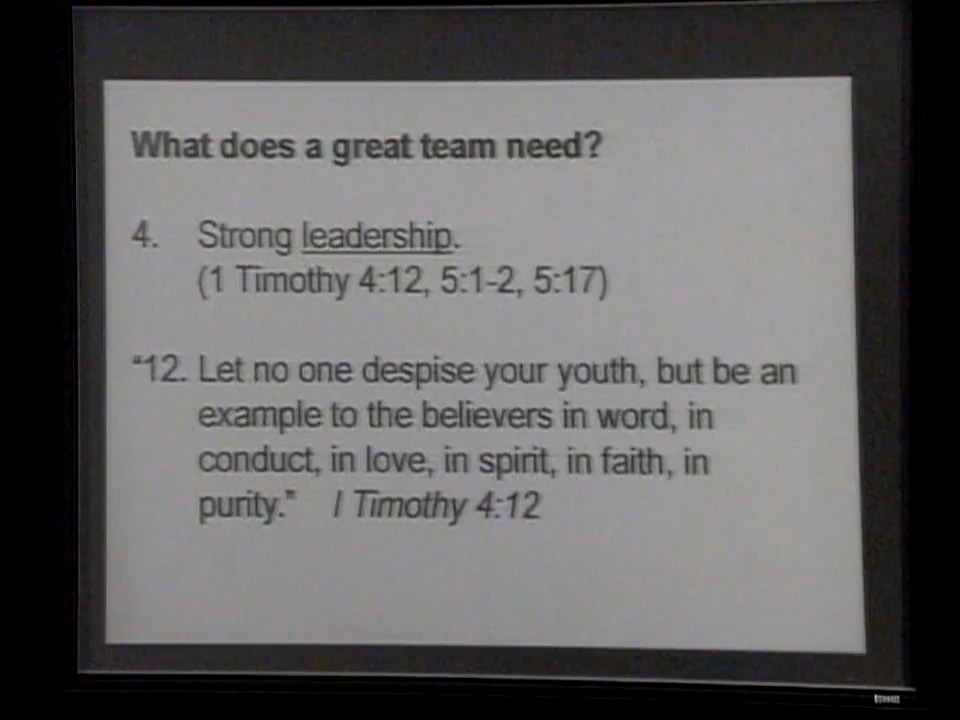 What does a great team need?
4. Strong leadership.
(1 Timothy 4:12, 5:1-2, 5:17)
“12. Let no one despise your youth, but be an
example to the believers in word, in
conduct, in love, in spirit, in faith, in
purity.” I Timothy 4:12